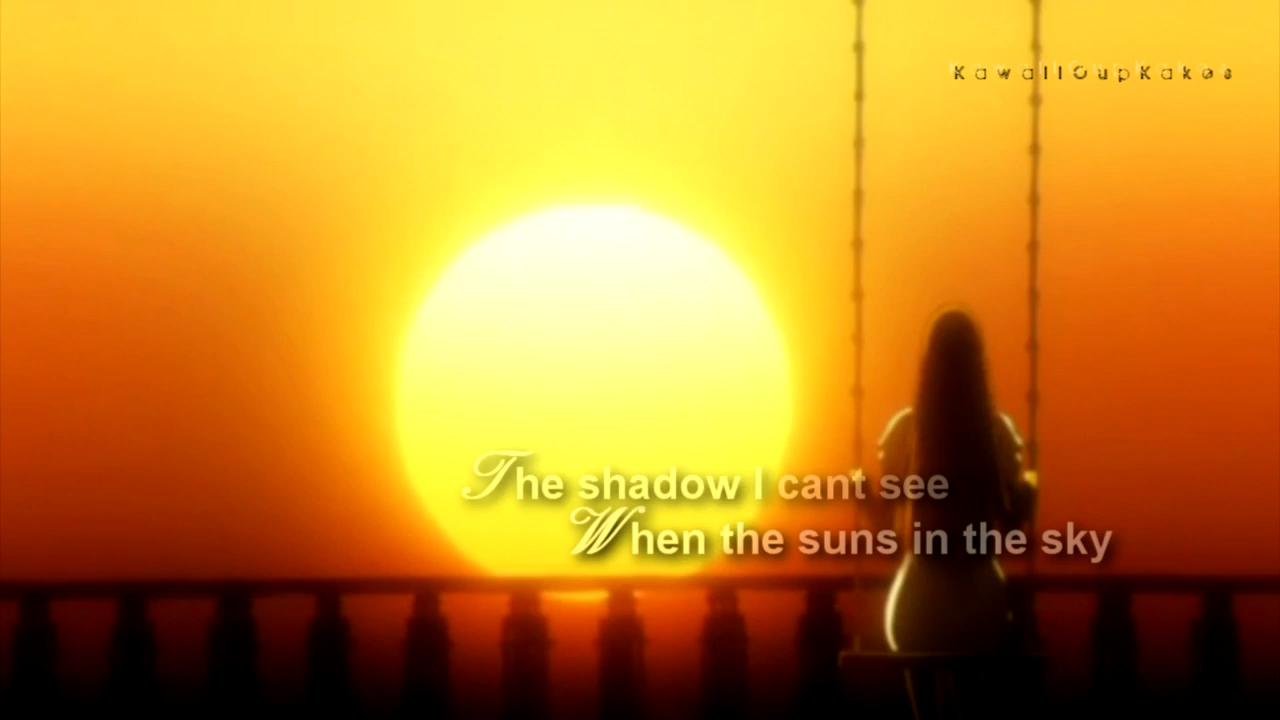 KawaiiCupKakes
The shadow I cant see
When the suns in the sky